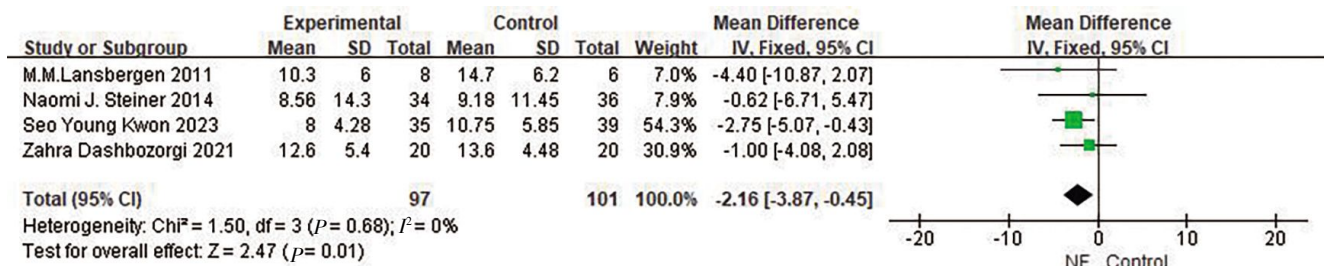 Experimental Control Mean Difference Mean Difference
Study or Subgroup Mean SD Total Mean SD Total Weight IV, Fixed, 95% CI IV, Fixed, 95% CI
M.M.Lansbergen 2011 10.3 6 8 14.7 6.2 6 7.0% -4.40 [-10.87, 2.07]
Naomi J. Steiner 2014 8.56 14.3 34 9.18 11.45 36 7.9% -0.62 [-6.71, 5.47]
Seo Young Kwon 2023 8 4.28 35 10.75 5.85 39 54.3% -2.75 [-5.07, -0.43]
Zahra Dashbozorgi 2021 12.6 5.4 20 13.6 4.48 20 30.9% -1.00 [-4.08, 2.08]
Total (95% CI) 97 101 100.0% -2.16 [-3.87, -0.45]
Heterogeneity: Chi² = 1.50, df = 3 (P = 0.68); I² = 0%
Test for overall effect: Z = 2.47 (P= 0.01)
-20 -10 0 10 20
NF Control